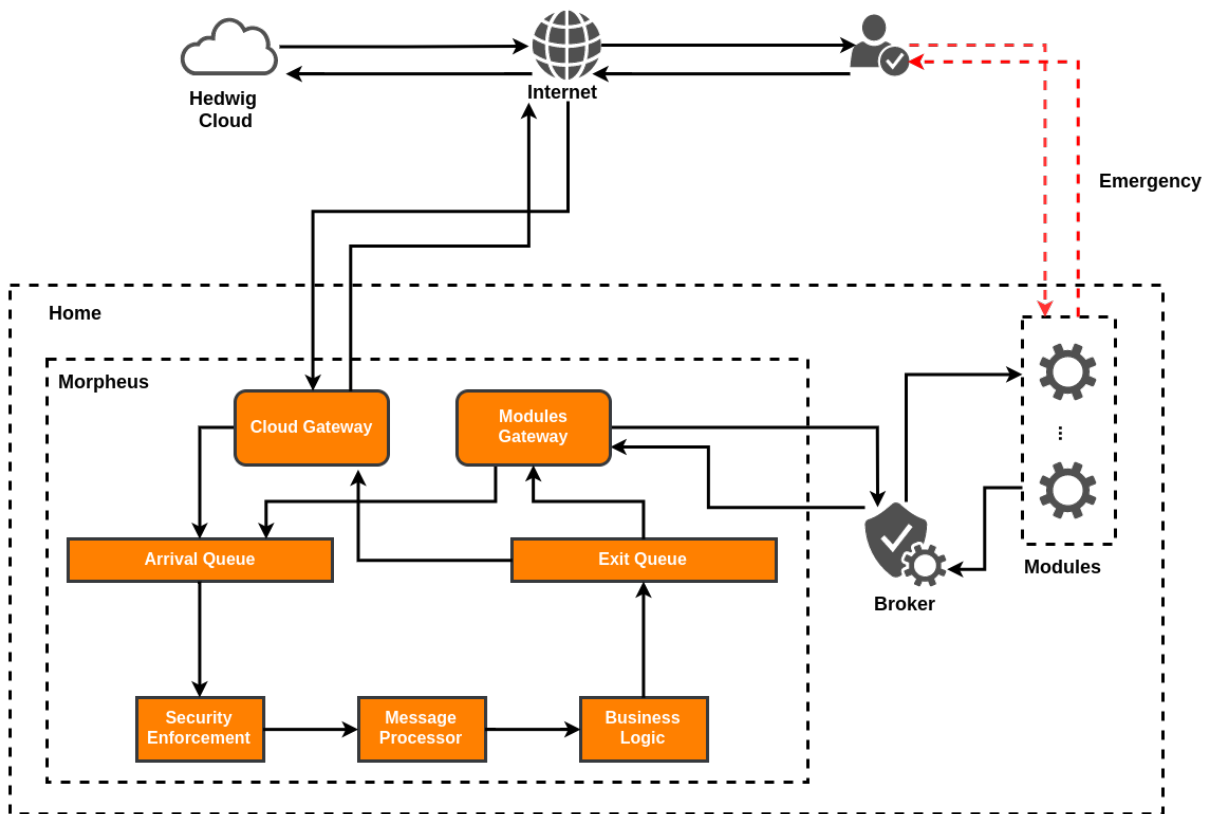 Hedwig
Cloud
Internet
Emergency
Home
Morpheus
Cloud Gateway
Modules
Gateway
...
Arrival Queue
Exit Queue
Modules
Broker
Security
Enforcement
Message
Processor
Business
Logic